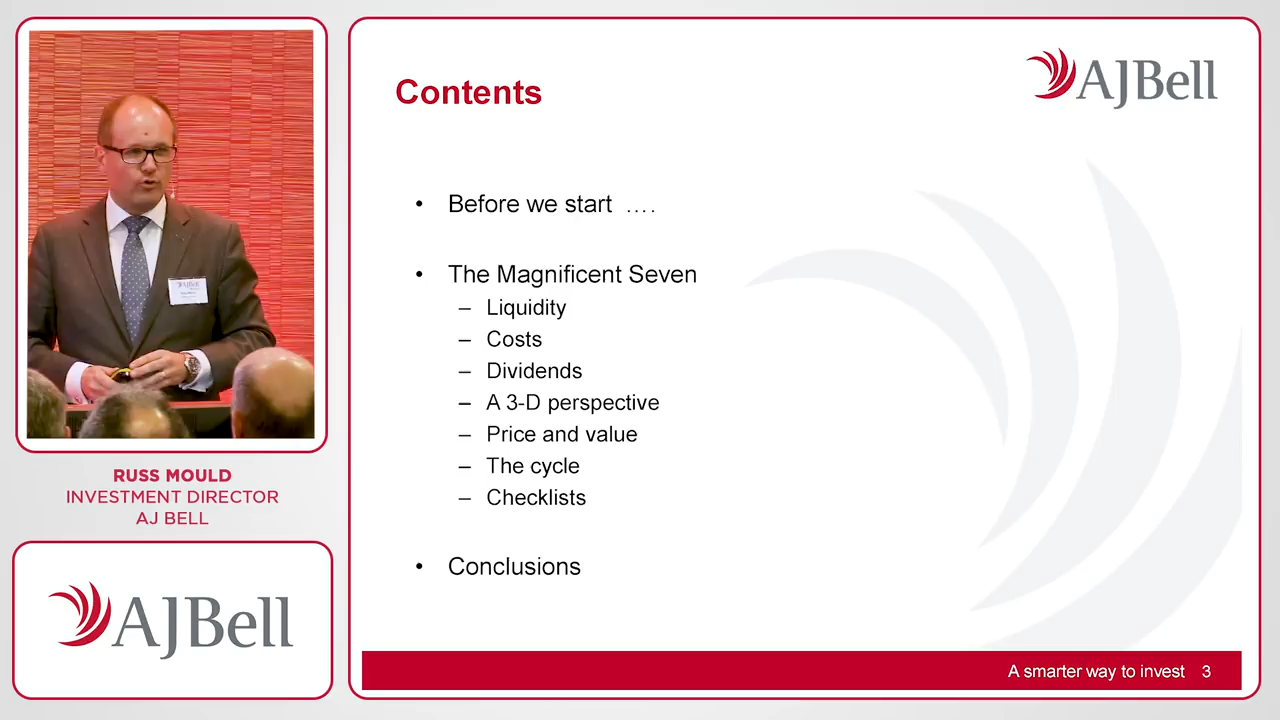 RUSS MOULD
INVESTMENT DIRECTOR
AJ BELL
AJBell
Contents
AJBell
• Before we start ....
• The Magnificent Seven
– Liquidity
– Costs
– Dividends
– A 3-D perspective
– Price and value
– The cycle
– Checklists
• Conclusions
A smarter way to invest 3